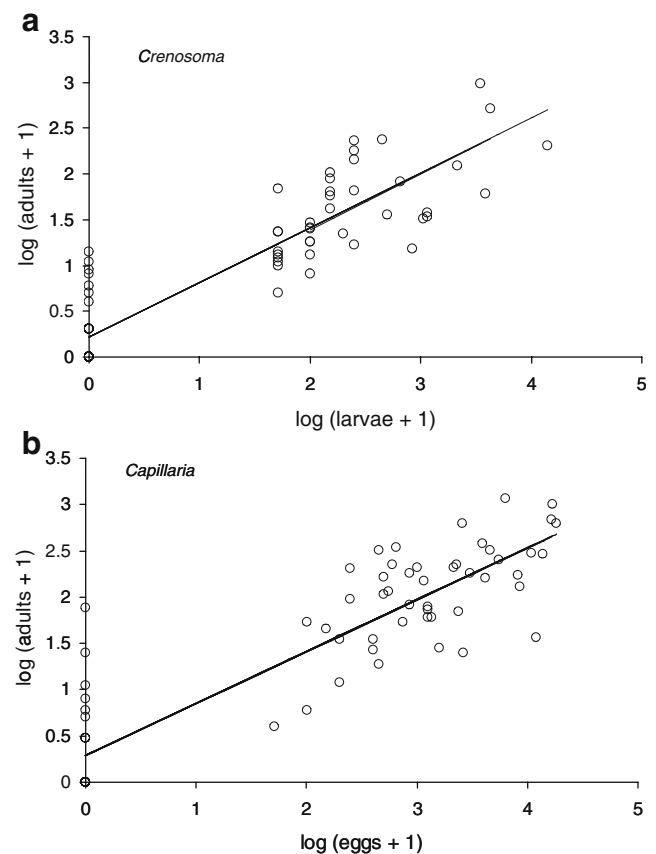 a
Crenosoma
3.5
3
2.5
2
1.5
1
0.5
0
log (adults + 1)
0 1 2 3 4 5
log (larvae + 1)
b
Capillaria
3.5
3
2.5
2
1.5
1
0.5
0
log (adults + 1)
0 1 2 3 4 5
log (eggs + 1)